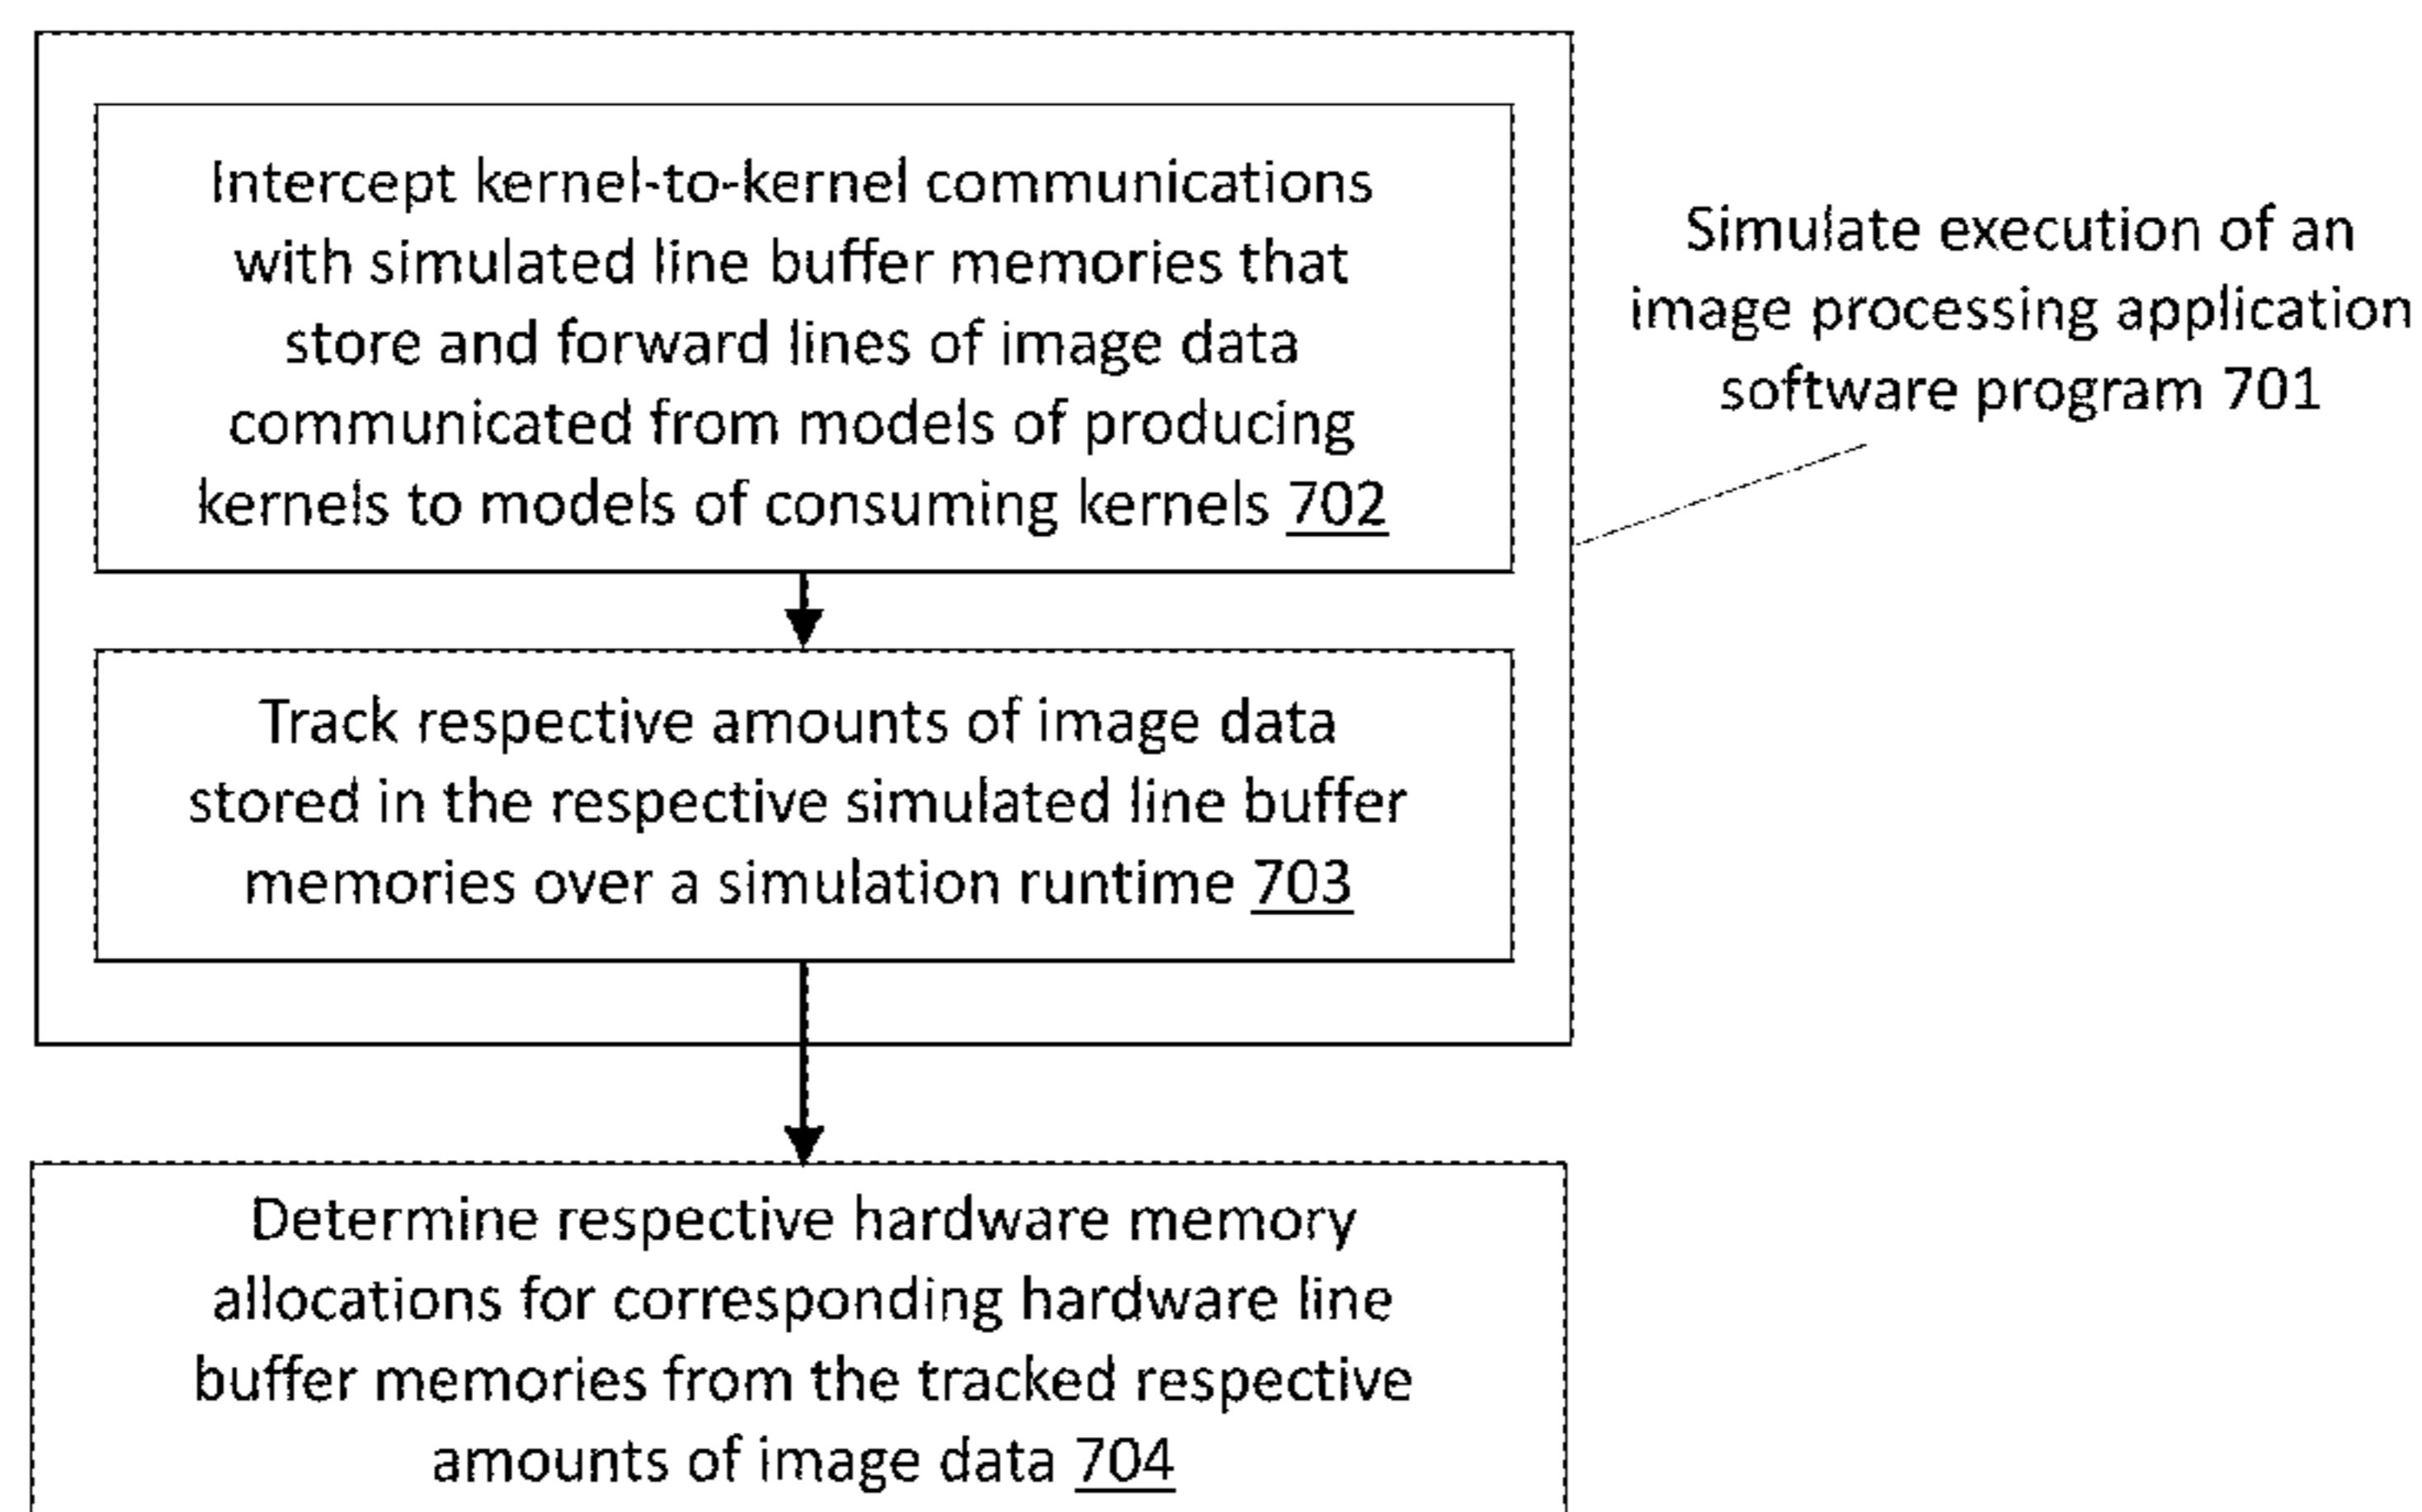 Intercept kernel-to-kernel communications
with simulated line buffer memories that
store and forward lines of image data
communicated from models of producing
kernels to models of consuming kernels 702
Simulate execution of an
image processing application
software program 701
Track respective amounts of image data
stored in the respective simulated line buffer
memories over a simulation runtime 703
Determine respective hardware memory
allocations for corresponding hardware line
buffer memories from the tracked respective
amounts of image data 704